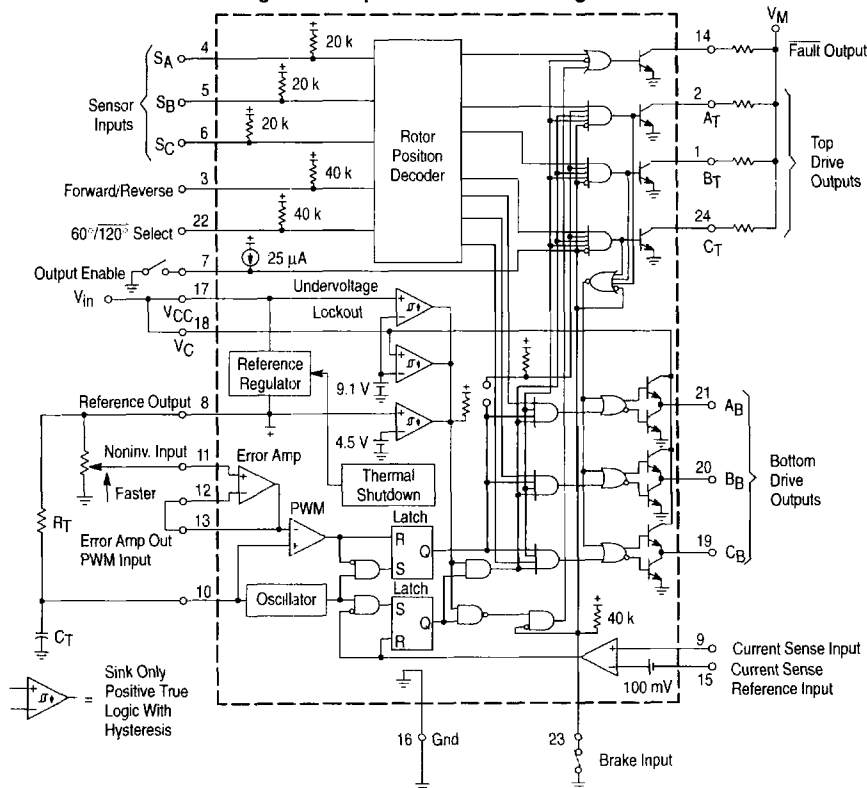 14
V_M
Fault Output
S_A
4
20 k
S_B
5
20 k
Sensor
Inputs
S_C
6
20 k
Rotor
Position
Decoder
2
A_T
1
B_T
24
C_T
Top
Drive
Outputs
Forward/Reverse
3
40 k
60°/120° Select
22
40 k
Output Enable
7
25 μA
V_in
17
V_CC
18
V_C
Undervoltage
Lockout
Reference
Regulator
9.1 V
4.5 V
Reference Output
8
Noninv. Input
11
Faster
12
13
Error Amp
Error Amp Out
PWM Input
R_T
Thermal
Shutdown
PWM
Latch
R
Q
S
Latch
S
Q
R
10
Oscillator
C_T
21
A_B
20
B_B
19
C_B
Bottom
Drive
Outputs
40 k
9
Current Sense Input
15
Current Sense
Reference Input
100 mV
=
Sink Only
Positive True
Logic With
Hysteresis
16
Gnd
23
Brake Input